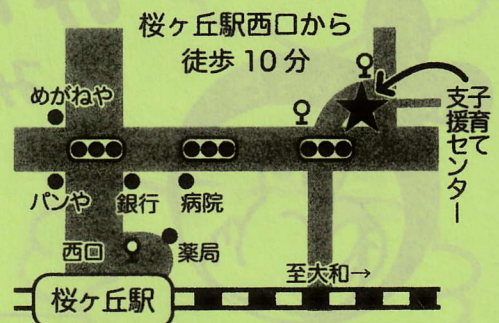 桜ヶ丘駅西口から
徒歩10分
めがねや
子育て
支援センター
パンや
銀行
病院
西口
薬局
至大和→
桜ヶ丘駅